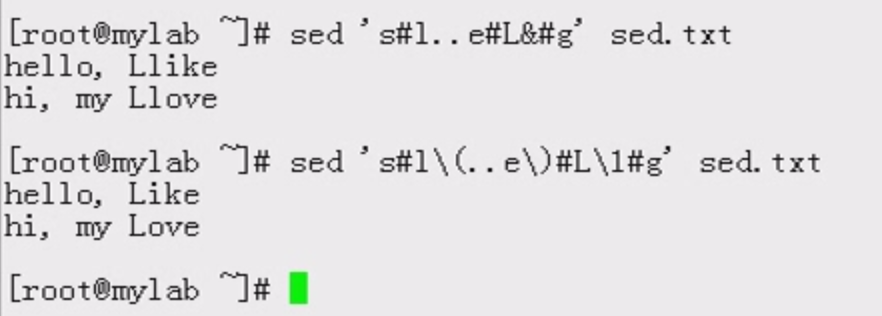 [root@mylab ~]# sed 's#l..e#L&#g' sed.txt
hello, Llike
hi, my Llove
[root@mylab ~]# sed 's#l\(..e\)#L\1#g' sed.txt
hello, Like
hi, my Love
[root@mylab ~]#